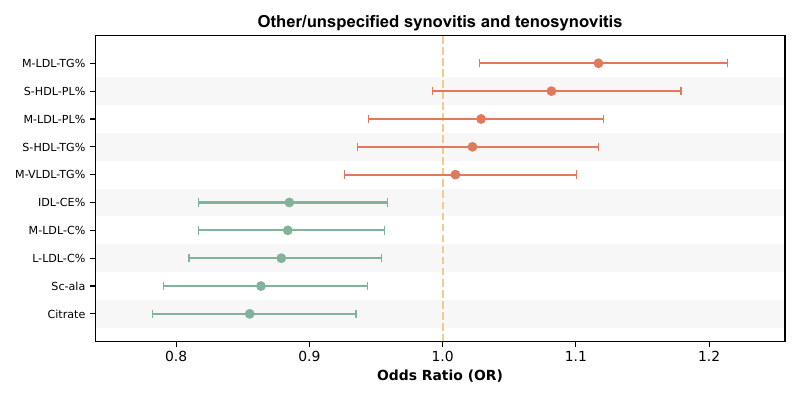 Other/unspecified synovitis and tenosynovitis
M-LDL-TG%
S-HDL-PL%
M-LDL-PL%
S-HDL-TG%
M-VLDL-TG%
IDL-CE%
M-LDL-C%
L-LDL-C%
Sc-ala
Citrate
0.8 0.9 1.0 1.1 1.2
Odds Ratio (OR)